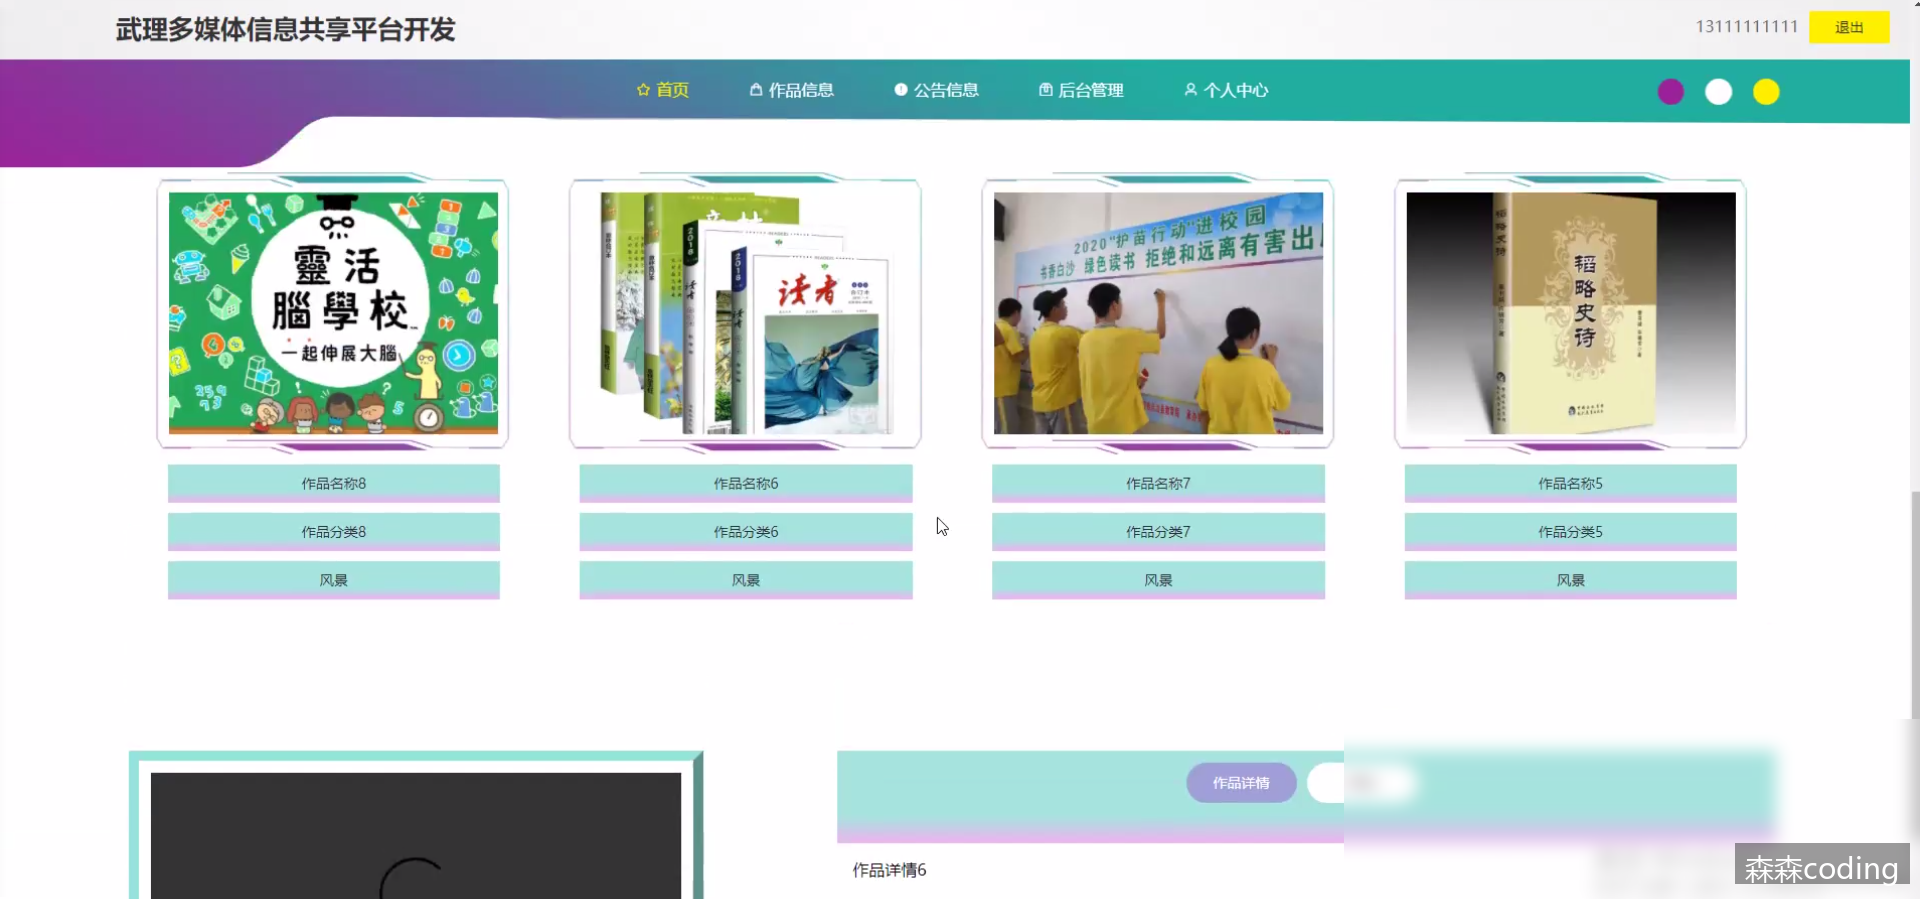 武理多媒体信息共享平台开发
13111111111
退出
首页
作品信息
公告信息
后台管理
个人中心
靈活
腦學校
一起伸展大腦
读者
2018
2018
2020“护苗行动”进校园
书香白沙 绿色读书 拒绝和远离有害出
稻略史诗
作品名称8
作品名称6
作品名称7
作品名称5
作品分类8
作品分类6
作品分类7
作品分类5
风景
风景
风景
风景
作品详情
作品详情6
森森coding